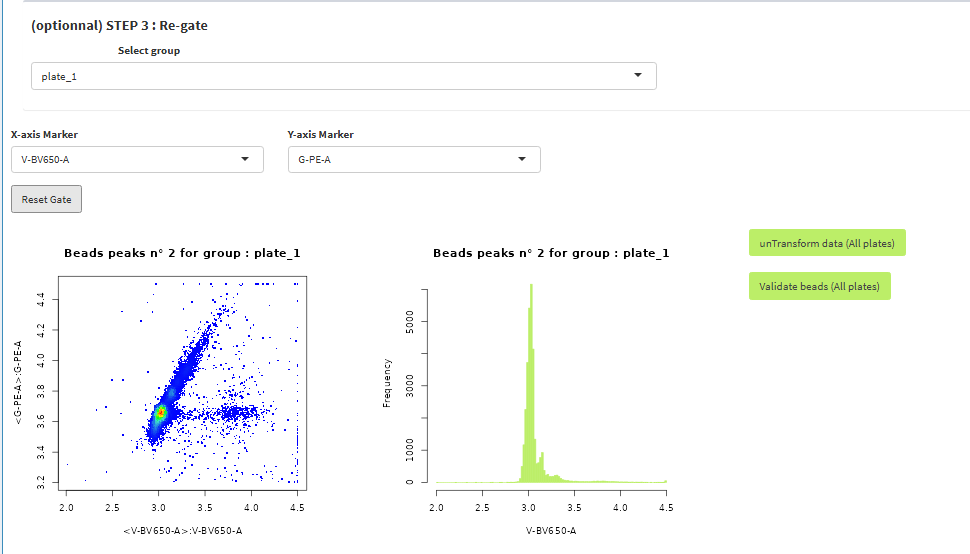 (optionnal) STEP 3 : Re-gate
Select group
plate_1
X-axis Marker
Y-axis Marker
V-BV650-A
G-PE-A
Reset Gate
Beads peaks n° 2 for group : plate_1
Beads peaks n° 2 for group : plate_1
unTransform data (All plates)
Validate beads (All plates)
<G-PE-A>:G-PE-A
4.4
4.2
4.0
3.8
3.6
3.4
3.2
2.0 2.5 3.0 3.5 4.0 4.5
<V-BV650-A>:V-BV650-A
Frequency
5000
3000
1000
0
2.0 2.5 3.0 3.5 4.0 4.5
V-BV650-A